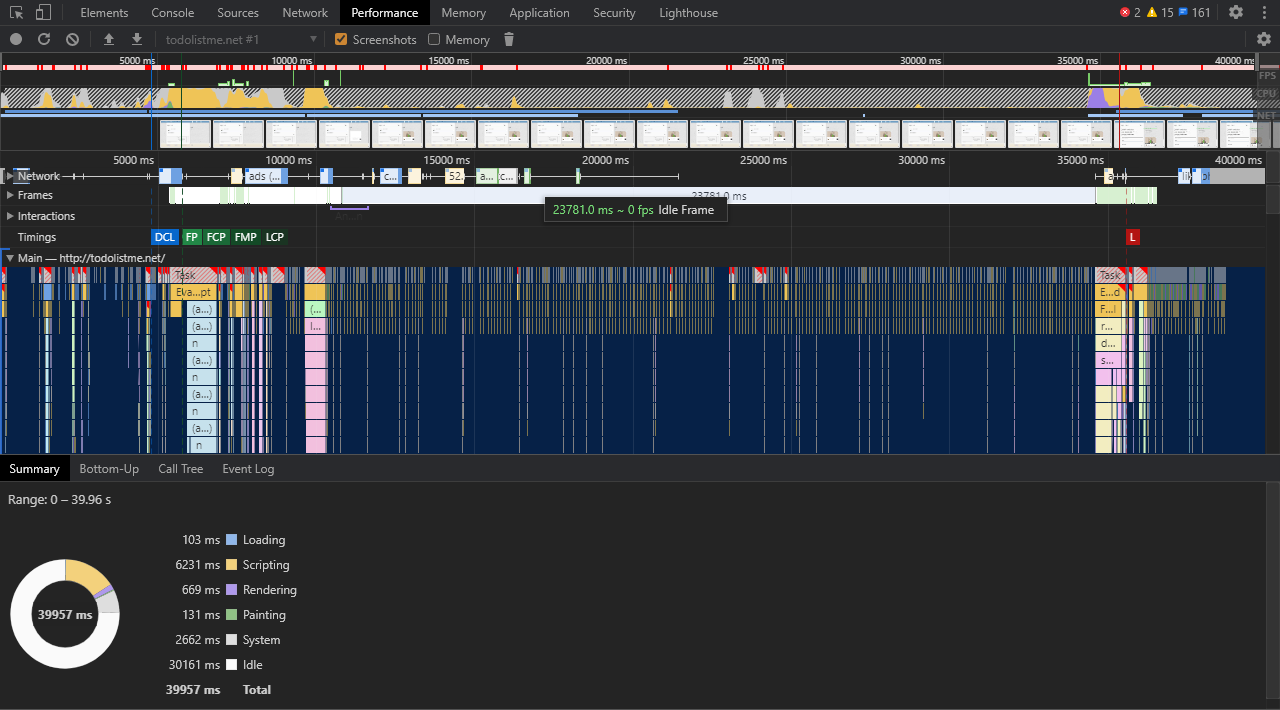 Elements Console Sources Network Performance Memory Application Security Lighthouse 2 15 161
todolistme.net #1 Screenshots Memory
5000 ms 10000 ms 15000 ms 20000 ms 25000 ms 30000 ms 35000 ms 40000 ms
FPS
CPU
NET
5000 ms 10000 ms 15000 ms 20000 ms 25000 ms 30000 ms 35000 ms 40000 ms
Network ads (… c… 52. a… c… a
Frames 23781.0 ms
23781.0 ms ~ 0 fps Idle Frame
Interactions
Timings DCL FP FCP FMP LCP L
Main — http://todolistme.net/
Task Task
Eva…pt E…d
(a…) (… F…l
(a…) l… r…
n d…
(a…) s…
n
(a…)
n
(a…)
n
Summary Bottom-Up Call Tree Event Log
Range: 0 – 39.96 s
103 ms Loading
6231 ms Scripting
669 ms Rendering
39957 ms
131 ms Painting
2662 ms System
30161 ms Idle
39957 ms Total